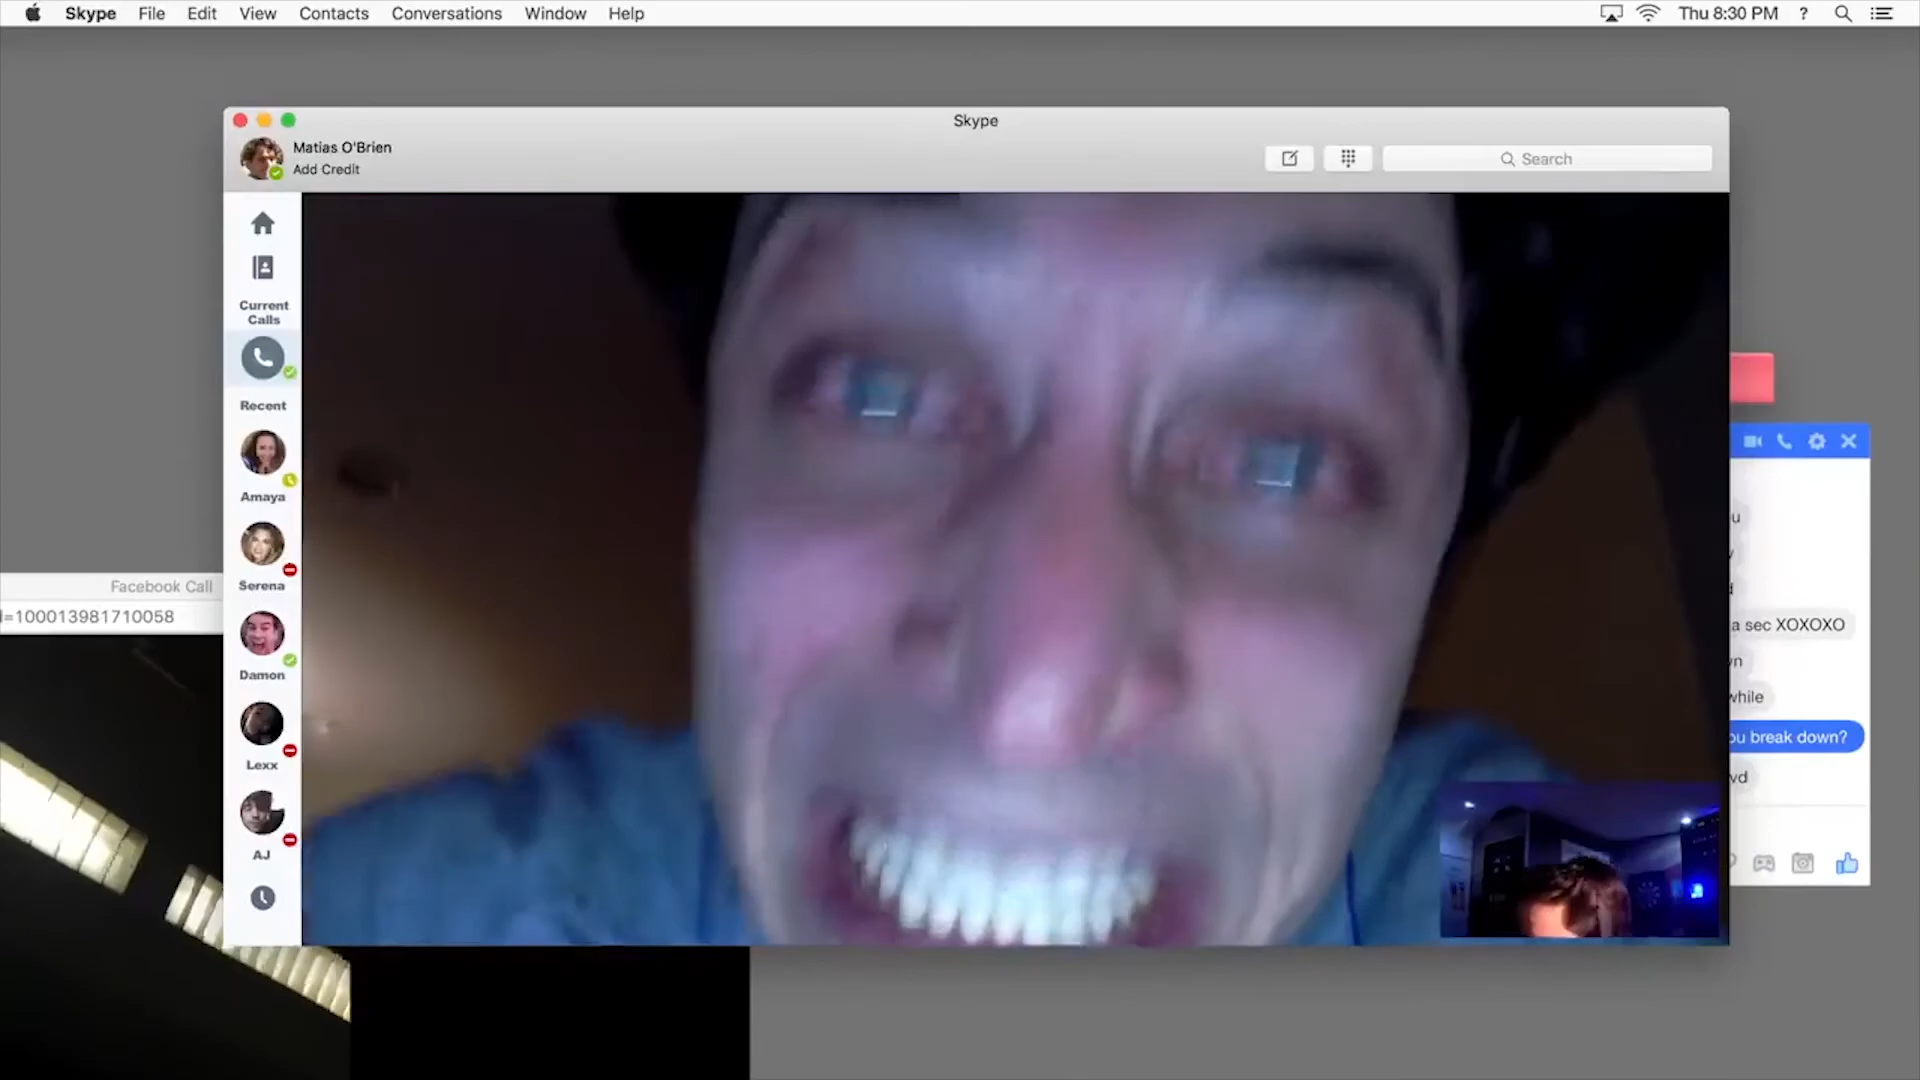 Skype File Edit View Contacts Conversations Window Help Thu 8:30 PM ?
Skype
Matias O'Brien
Add Credit
Search
Current
Calls
Recent
Amaya
Serena
Damon
Lexx
AJ
Facebook Call
=100013981710058
u
a sec XOXOXO
while
ou break down?
vd